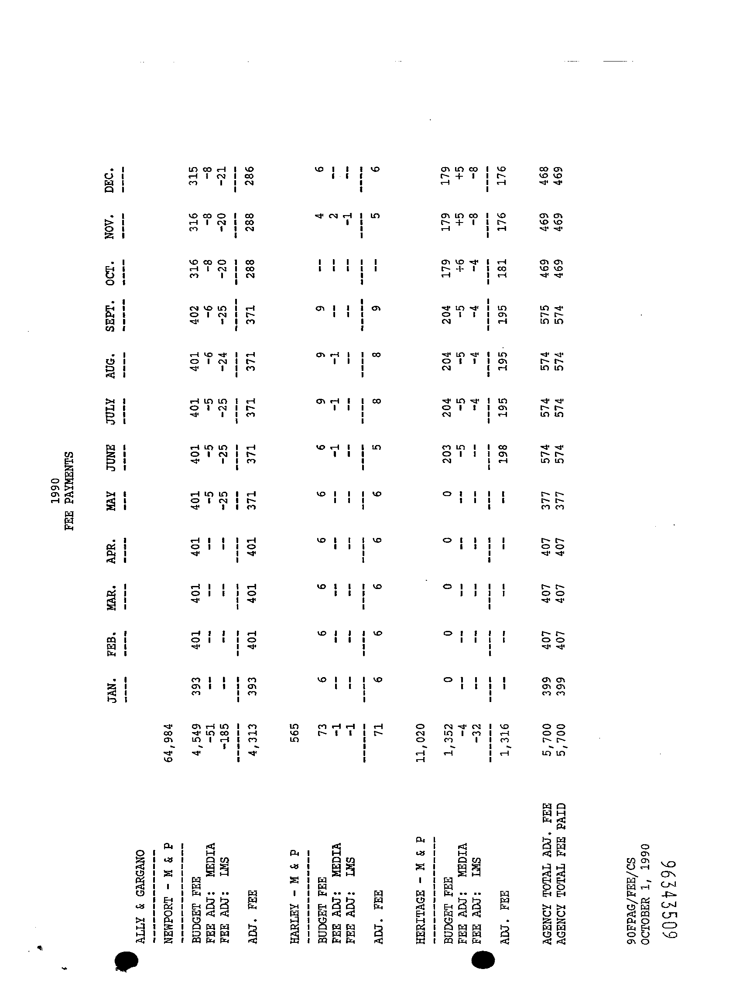 1990
FEE PAYMENTS
JAN. FEB. MAR. APR. MAY JUNE JULY AUG. SEPT. OCT. NOV. DEC.
---- ---- ---- ---- --- ---- ---- ---- ----- ---- ---- ----
ALLY & GARGANO
--------------
NEWPORT - M & P 64,984
---------------
BUDGET FEE 4,549 393 401 401 401 401 401 401 401 402 316 316 315
FEE ADJ: MEDIA -51 -- -- -- -- -5 -5 -5 -6 -6 -8 -8 -8
FEE ADJ: LMS -185 -- -- -- -- -25 -25 -25 -24 -25 -20 -20 -21
------ ---- ---- ---- ---- ---- ---- ---- ---- ---- ---- ---- ----
ADJ. FEE 4,313 393 401 401 401 371 371 371 371 371 288 288 286
HARLEY - M & P 565
--------------
BUDGET FEE 73 6 6 6 6 6 6 9 9 9 -- 4 6
FEE ADJ: MEDIA -1 -- -- -- -- -- -1 -1 -1 -- -- 2 --
FEE ADJ: LMS -1 -- -- -- -- -- -- -- -- -- -- -1 --
------ ---- ---- ---- ---- ---- ---- ---- ---- ---- ---- ---- ----
ADJ. FEE 71 6 6 6 6 6 5 8 8 9 -- 5 6
HERITAGE - M & P 11,020
----------------
BUDGET FEE 1,352 0 0 0 0 0 203 204 204 204 179 179 179
FEE ADJ: MEDIA -4 -- -- -- -- -- -5 -5 -5 -5 +6 +5 +5
FEE ADJ: LMS -32 -- -- -- -- -- -- -4 -4 -4 -4 -8 -8
------ ---- ---- ---- ---- ---- ---- ---- ---- ---- ---- ---- ----
ADJ. FEE 1,316 -- -- -- -- -- 198 195 195 195 181 176 176
AGENCY TOTAL ADJ. FEE 5,700 399 407 407 407 377 574 574 574 575 469 469 468
AGENCY TOTAL FEE PAID 5,700 399 407 407 407 377 574 574 574 574 469 469 469
90FPAG/FEE/CS
OCTOBER 1, 1990
96343509